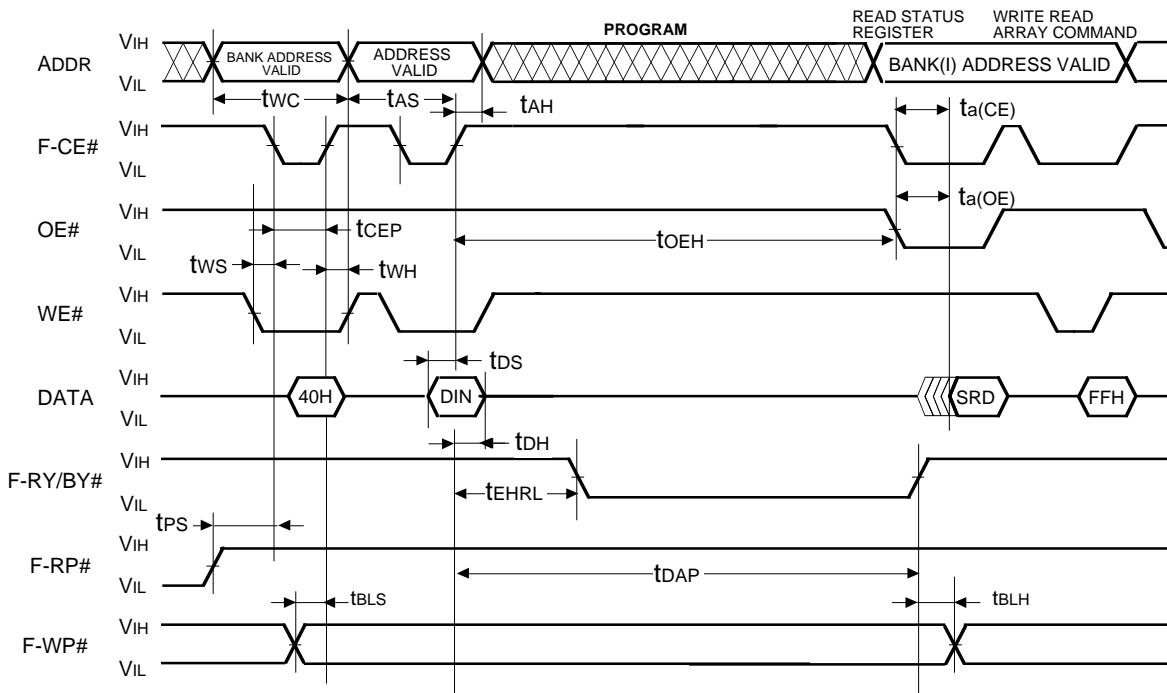 PROGRAM
READ STATUS REGISTER
WRITE READ ARRAY COMMAND
ADDR
VIH
VIL
BANK ADDRESS VALID
ADDRESS VALID
BANK(I) ADDRESS VALID
tWC
tAS
tAH
ta(CE)
F-CE#
VIH
VIL
ta(OE)
OE#
VIH
VIL
tCEP
tOEH
tWS
tWH
WE#
VIH
VIL
tDS
DATA
VIH
VIL
40H
DIN
SRD
FFH
tDH
F-RY/BY#
VIH
VIL
tEHRL
tPS
F-RP#
VIH
VIL
tDAP
tBLS
tBLH
F-WP#
VIH
VIL